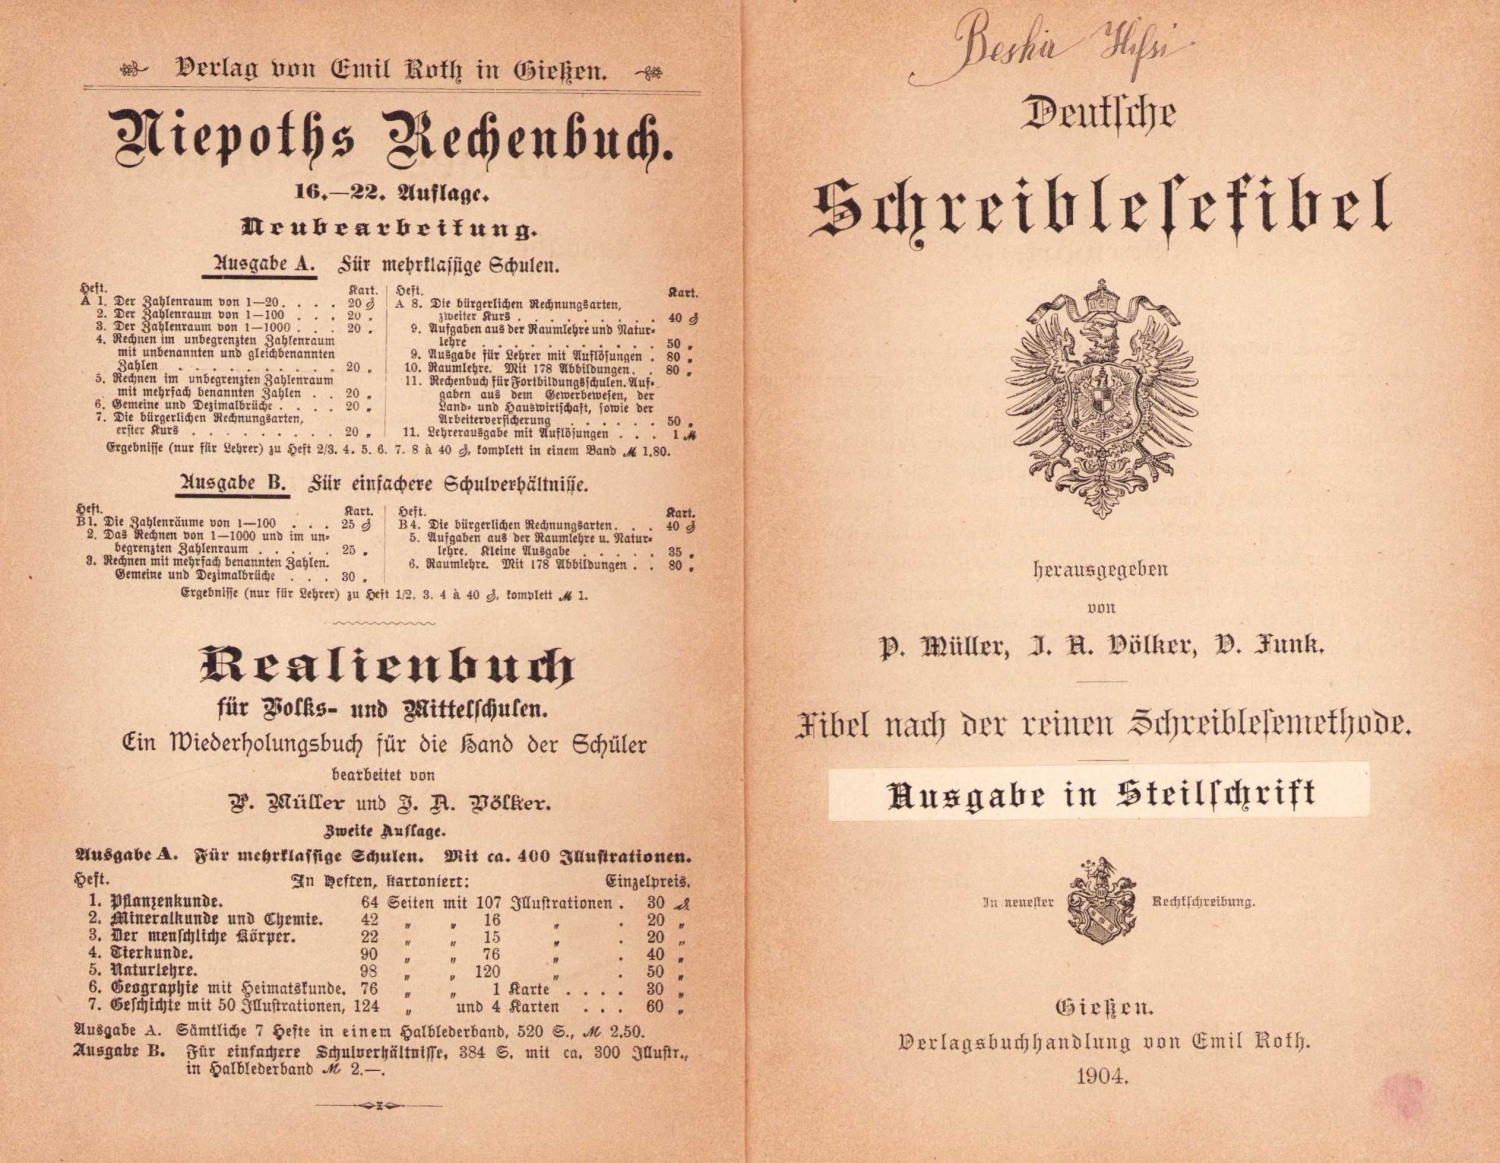 Verlag von Emil Roth in Gießen.
Niepoths Rechenbuch.
16.—22. Auflage.
Neubearbeitung.
Ausgabe A. Für mehrklassige Schulen.
Heft. Kart.
A 1. Der Zahlenraum von 1—20. . . . 20 ₰
2. Der Zahlenraum von 1—100 . . . 20 „
3. Der Zahlenraum von 1—1000 . . . 20 „
4. Rechnen im unbegrenzten Zahlenraum
mit unbenannten und gleichbenannten
Zahlen . . . . . . . . . . 20 „
5. Rechnen im unbegrenzten Zahlenraum
mit mehrfach benannten Zahlen . . 20 „
6. Gemeine und Dezimalbrüche . . . . 20 „
7. Die bürgerlichen Rechnungsarten,
erster Kurs . . . . . . . . . 20 „
Heft. Kart.
A 8. Die bürgerlichen Rechnungsarten,
zweiter Kurs . . . . . . . . . 40 ₰
9. Aufgaben aus der Raumlehre und Natur-
lehre . . . . . . . . . . . 50 „
9. Ausgabe für Lehrer mit Auflösungen . 80 „
10. Raumlehre. Mit 178 Abbildungen. . 80 „
11. Rechenbuch für Fortbildungsschulen. Auf-
gaben aus dem Gewerbewesen, der
Land- und Hauswirtschaft, sowie der
Arbeiterversicherung . . . . . . 50 „
11. Lehrerausgabe mit Auflösungen . . . 1 ℳ
Ergebnisse (nur für Lehrer) zu Heft 2/3. 4. 5. 6. 7. 8 à 40 ₰, komplett in einem Band ℳ 1.80.
Ausgabe B. Für einfachere Schulverhältnisse.
Heft. Kart.
B 1. Die Zahlenräume von 1—100 . . . 25 ₰
2. Das Rechnen von 1—1000 und im un-
begrenzten Zahlenraum . . . . . 25 „
3. Rechnen mit mehrfach benannten Zahlen.
Gemeine und Dezimalbrüche . . . 30 „
Heft. Kart.
B 4. Die bürgerlichen Rechnungsarten. . . 40 ₰
5. Aufgaben aus der Raumlehre u. Natur-
lehre. Kleine Ausgabe . . . . . 35 „
6. Raumlehre. Mit 178 Abbildungen . . 80 „
Ergebnisse (nur für Lehrer) zu Heft 1/2. 3. 4 à 40 ₰, komplett ℳ 1.
Realienbuch
für Volks- und Mittelschulen.
Ein Wiederholungsbuch für die Hand der Schüler
bearbeitet von
P. Müller und J. A. Völker.
Zweite Auflage.
Ausgabe A. Für mehrklassige Schulen. Mit ca. 400 Illustrationen.
Heft. In Heften, kartoniert: Einzelpreis.
1. Pflanzenkunde. 64 Seiten mit 107 Illustrationen . 30 ₰
2. Mineralkunde und Chemie. 42 „ „ 16 „ . 20 „
3. Der menschliche Körper. 22 „ „ 15 „ . 20 „
4. Tierkunde. 90 „ „ 76 „ . 40 „
5. Naturlehre. 98 „ „ 120 „ . 50 „
6. Geographie mit Heimatskunde. 76 „ „ 1 Karte . . . . 30 „
7. Geschichte mit 50 Illustrationen, 124 „ und 4 Karten . . . 60 „
Ausgabe A. Sämtliche 7 Hefte in einem Halblederband, 520 S., ℳ 2.50.
Ausgabe B. Für einfachere Schulverhältnisse, 384 S. mit ca. 300 Illustr.,
in Halblederband ℳ 2.—.
Beshir
Deutsche
Schreiblesefibel
herausgegeben
von
P. Müller, J. A. Völker, V. Funk.
Fibel nach der reinen Schreiblesemethode.
Ausgabe in Steilschrift
In neuester Rechtschreibung.
Gießen.
Verlagsbuchhandlung von Emil Roth.
1904.